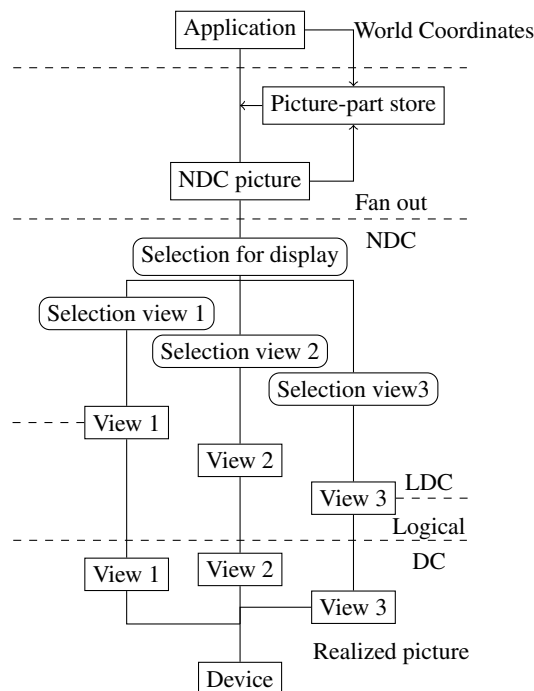 Application
World Coordinates
Picture-part store
NDC picture
Fan out
NDC
Selection for display
Selection view 1
Selection view 2
Selection view3
View 1
View 2
LDC
View 3
Logical
DC
View 1
View 2
View 3
Realized picture
Device